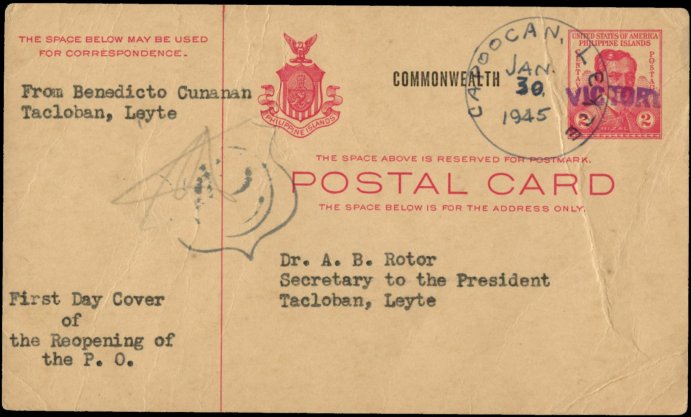 THE SPACE BELOW MAY BE USED
FOR CORRESPONDENCE.
From Benedicto Cunanan
Tacloban, Leyte
First Day Cover
of
the Reopening of
the P. O.
PHILIPPINE ISLANDS
COMMONWEALTH
CAPOOCAN, LEYTE
JAN.
30,
1945
UNITED STATES OF AMERICA
PHILIPPINE ISLANDS
VICTORY
2 2
THE SPACE ABOVE IS RESERVED FOR POSTMARK.
POSTAL CARD
THE SPACE BELOW IS FOR THE ADDRESS ONLY.
Dr. A. B. Rotor
Secretary to the President
Tacloban, Leyte